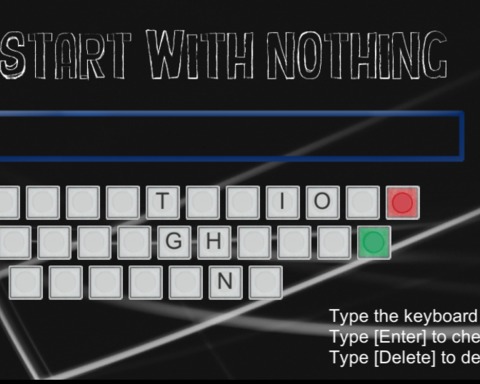 START WITH NOTHING
T I O
G H
N
Type the keyboard
Type [Enter] to che
Type [Delete] to de